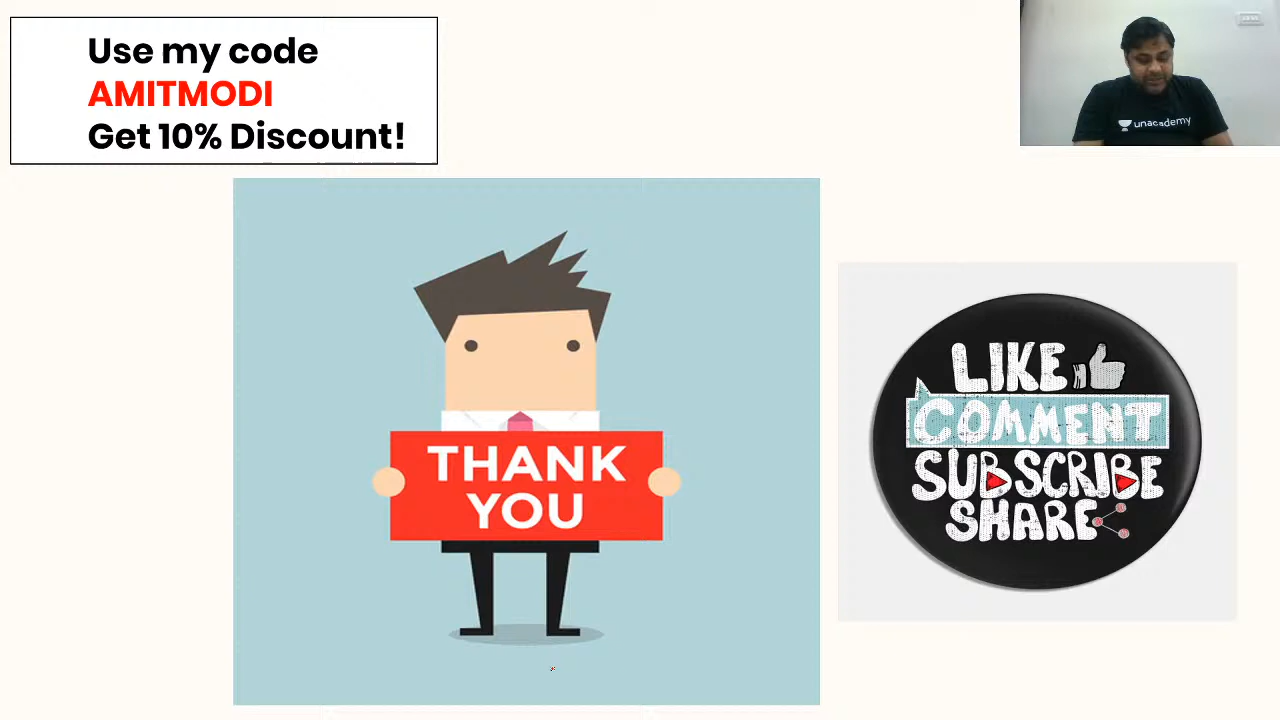 Use my code
AMITMODI
Get 10% Discount!
unacademy
THANK
YOU
LIKE
COMMENT
SUBSCRIBE
SHARE